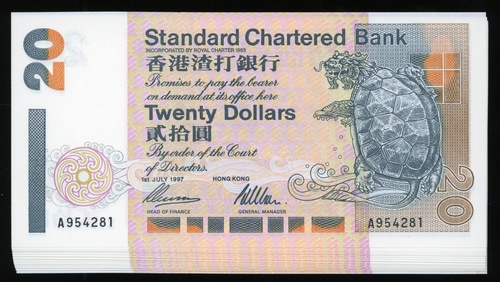 20
Standard Chartered Bank
INCORPORATED BY ROYAL CHARTER 1853
香港渣打銀行
Promises to pay the bearer
on demand at its office here
Twenty Dollars
貳拾圓
By order of the Court
of Directors.
1ST JULY 1997 HONG KONG
HEAD OF FINANCE GENERAL MANAGER
A954281 A954281
20